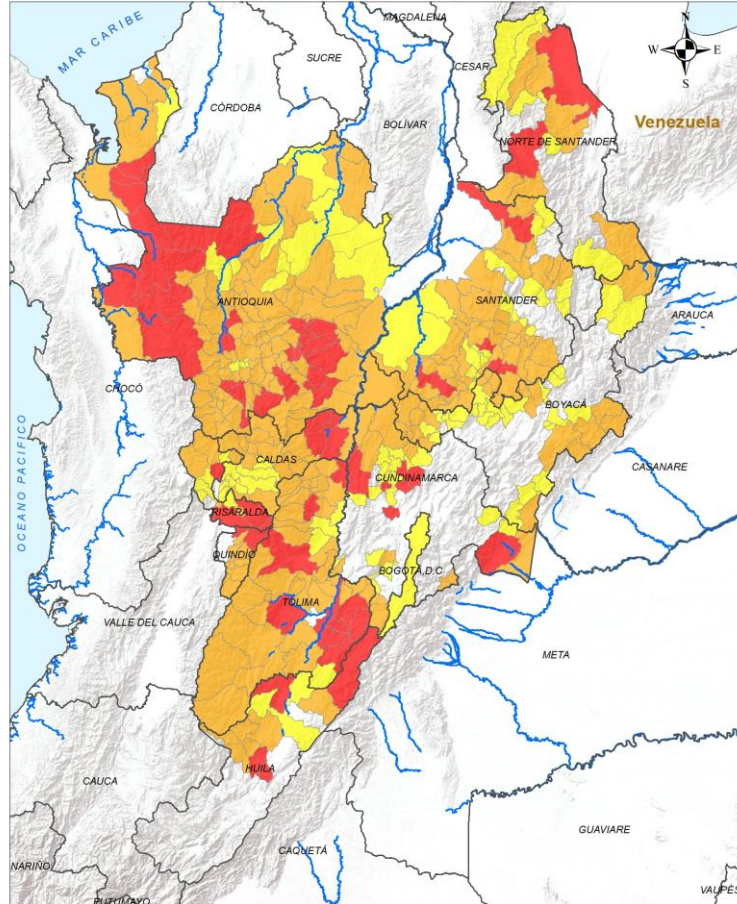 MAGDALENA
N
MAR CARIBE
W
E
SUCRE
CESAR
S
CÓRDOBA
BOLÍVAR
Venezuela
NORTE DE SANTANDER
ANTIOQUIA
SANTANDER
ARAUCA
CHOCÓ
BOYACÁ
OCEANO PACIFICO
CALDAS
CASANARE
CUNDINAMARCA
RISARALDA
QUINDÍO
BOGOTÁ, D.C
TOLIMA
VALLE DEL CAUCA
META
HUILA
CAUCA
GUAVIARE
CAQUETÁ
NARIÑO
PUTUMAYO
VAUPÉS